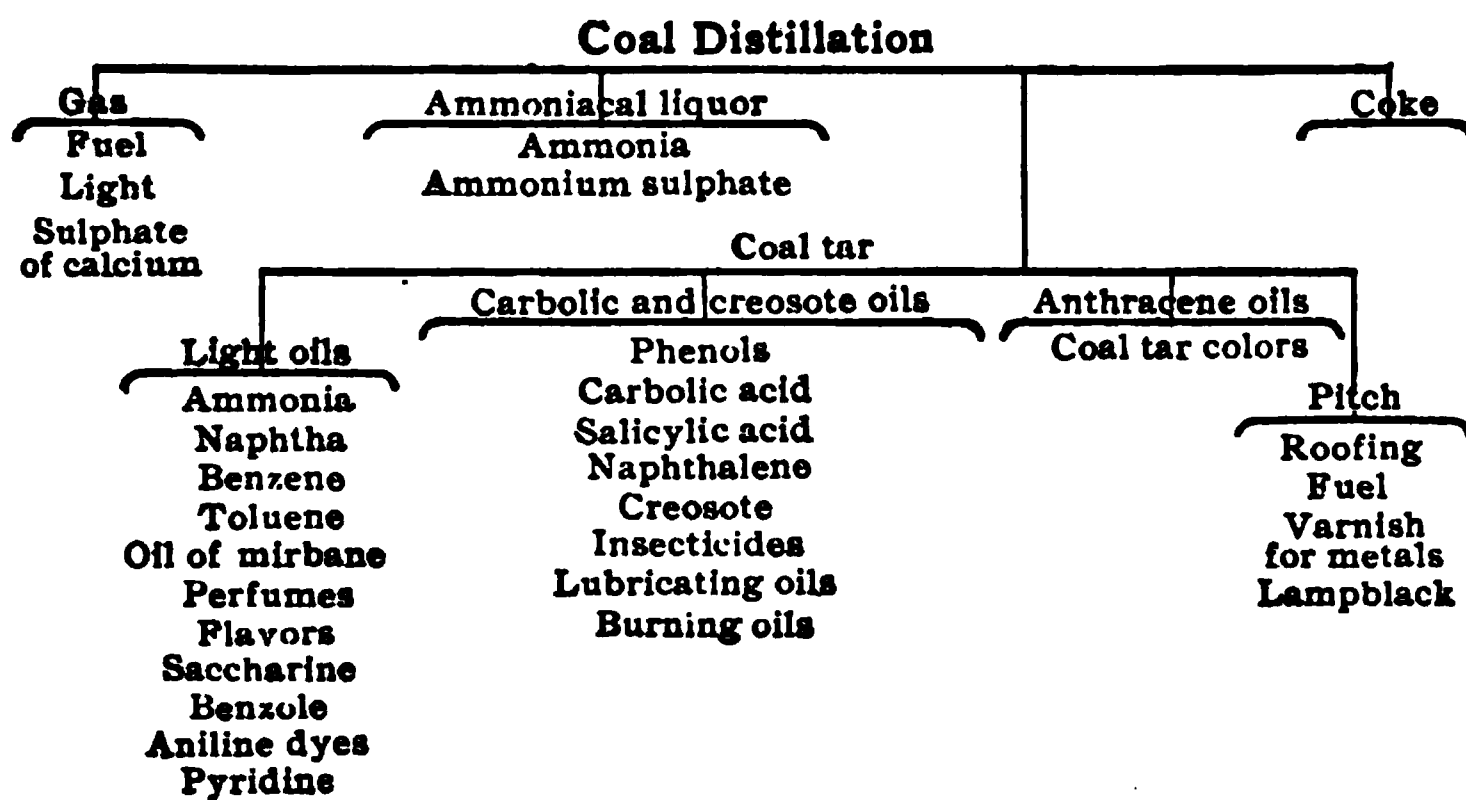 Coal Distillation
Gas
Fuel
Light
Sulphate
of calcium
Ammoniacal liquor
Ammonia
Ammonium sulphate
Coke
Coal tar
Light oils
Ammonia
Naphtha
Benzene
Toluene
Oil of mirbane
Perfumes
Flavors
Saccharine
Benzole
Aniline dyes
Pyridine
Carbolic and creosote oils
Phenols
Carbolic acid
Salicylic acid
Naphthalene
Creosote
Insecticides
Lubricating oils
Burning oils
Anthracene oils
Coal tar colors
Pitch
Roofing
Fuel
Varnish
for metals
Lampblack